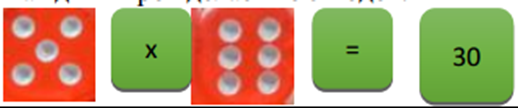 x = 30